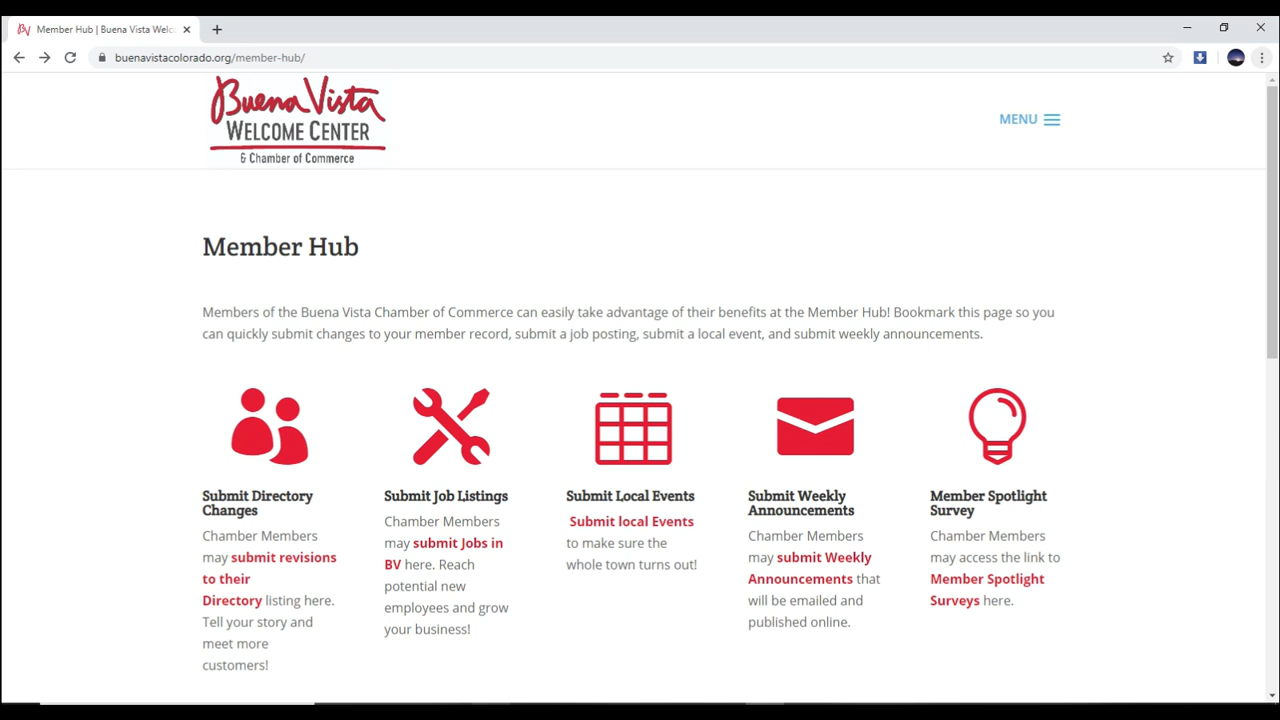 Member Hub | Buena Vista Welc
buenavistacolorado.org/member-hub/
Buena Vista
WELCOME CENTER
& Chamber of Commerce
MENU
Member Hub
Members of the Buena Vista Chamber of Commerce can easily take advantage of their benefits at the Member Hub! Bookmark this page so you
can quickly submit changes to your member record, submit a job posting, submit a local event, and submit weekly announcements.
Submit Directory
Changes
Chamber Members
may submit revisions
to their
Directory listing here.
Tell your story and
meet more
customers!
Submit Job Listings
Chamber Members
may submit Jobs in
BV here. Reach
potential new
employees and grow
your business!
Submit Local Events
Submit local Events
to make sure the
whole town turns out!
Submit Weekly
Announcements
Chamber Members
may submit Weekly
Announcements that
will be emailed and
published online.
Member Spotlight
Survey
Chamber Members
may access the link to
Member Spotlight
Surveys here.